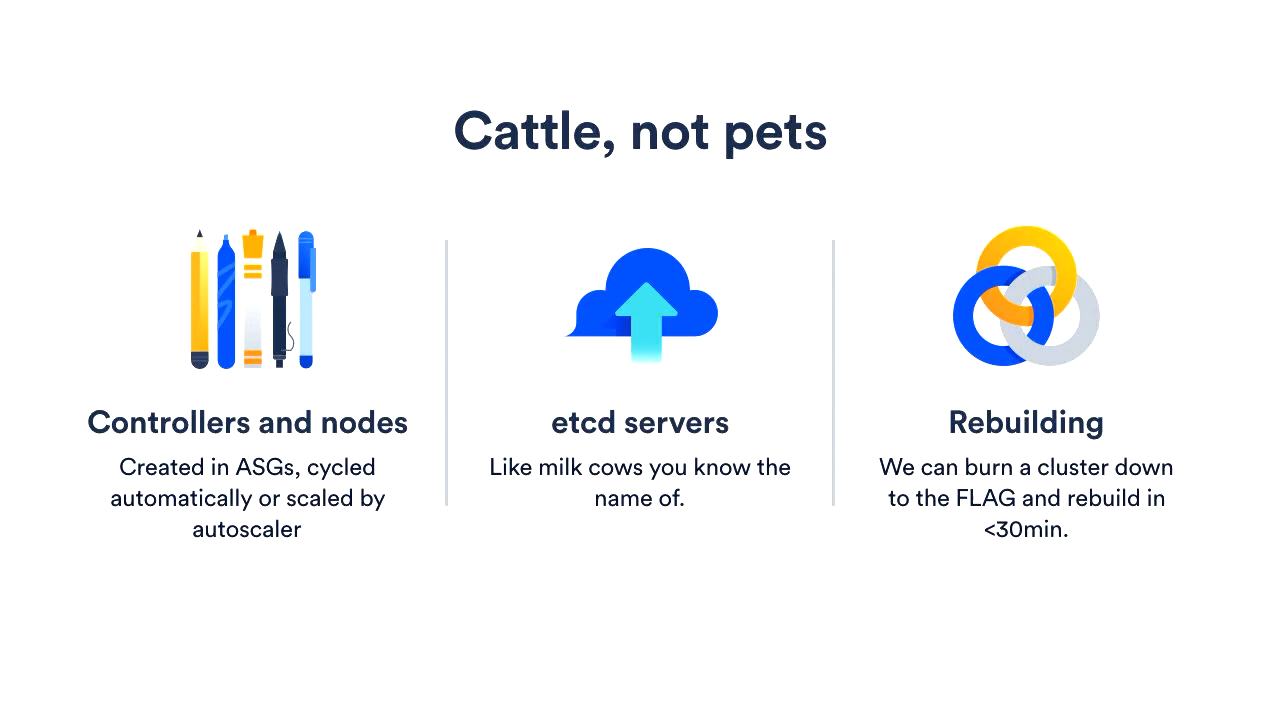 Cattle, not pets
Controllers and nodes
Created in ASGs, cycled
automatically or scaled by
autoscaler
etcd servers
Like milk cows you know the
name of.
Rebuilding
We can burn a cluster down
to the FLAG and rebuild in
<30min.